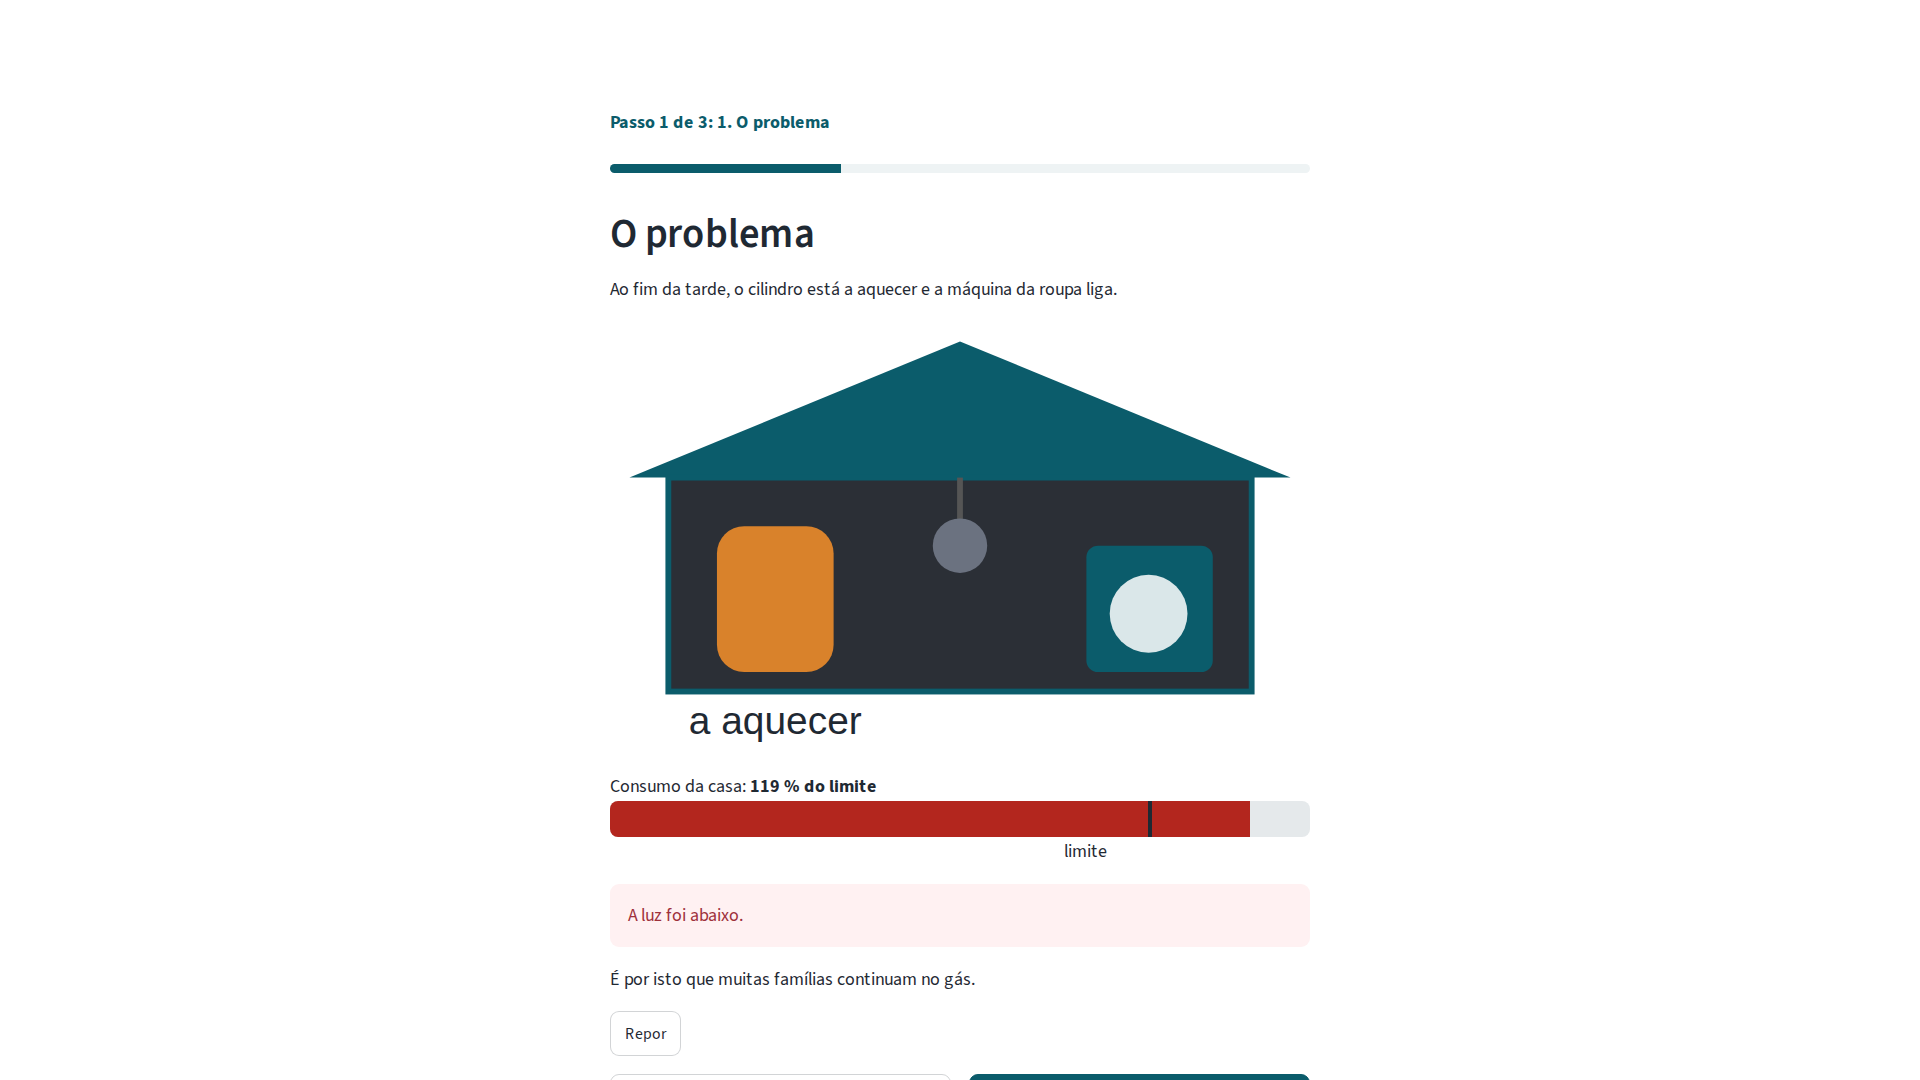 Passo 1 de 3: 1. O problema
O problema
Ao fim da tarde, o cilindro está a aquecer e a máquina da roupa liga.
a aquecer
Consumo da casa: 119 % do limite
limite
A luz foi abaixo.
É por isto que muitas famílias continuam no gás.
Repor